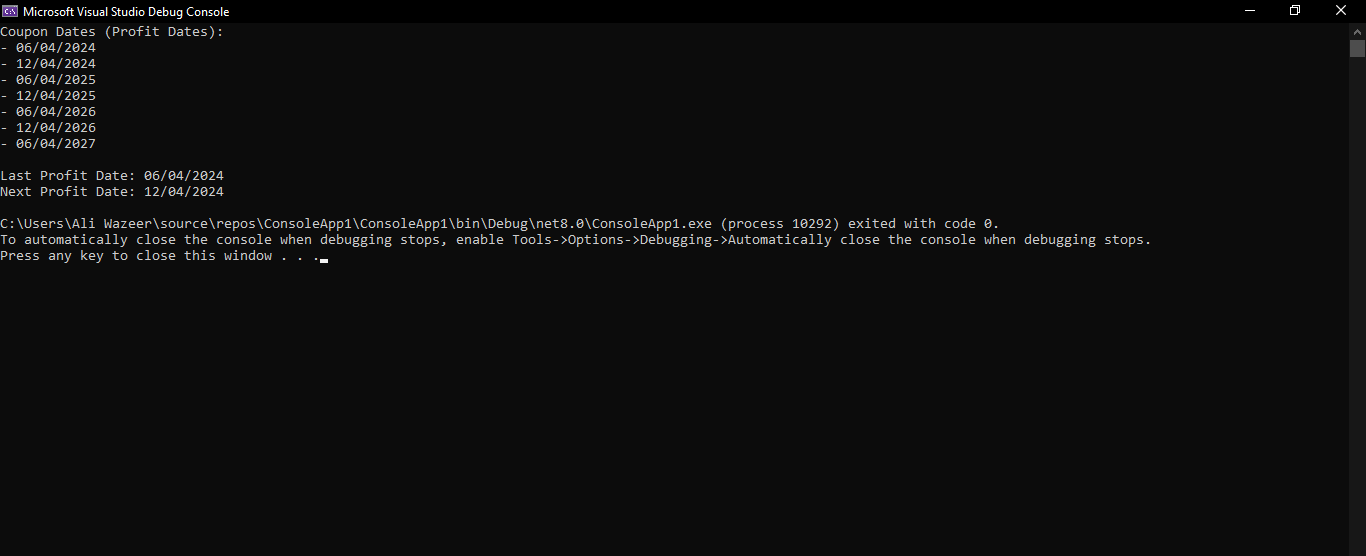 Microsoft Visual Studio Debug Console
Coupon Dates (Profit Dates):
- 06/04/2024
- 12/04/2024
- 06/04/2025
- 12/04/2025
- 06/04/2026
- 12/04/2026
- 06/04/2027
Last Profit Date: 06/04/2024
Next Profit Date: 12/04/2024
C:\Users\Ali Wazeer\source\repos\ConsoleApp1\ConsoleApp1\bin\Debug\net8.0\ConsoleApp1.exe (process 10292) exited with code 0.
To automatically close the console when debugging stops, enable Tools->Options->Debugging->Automatically close the console when debugging stops.
Press any key to close this window . . .